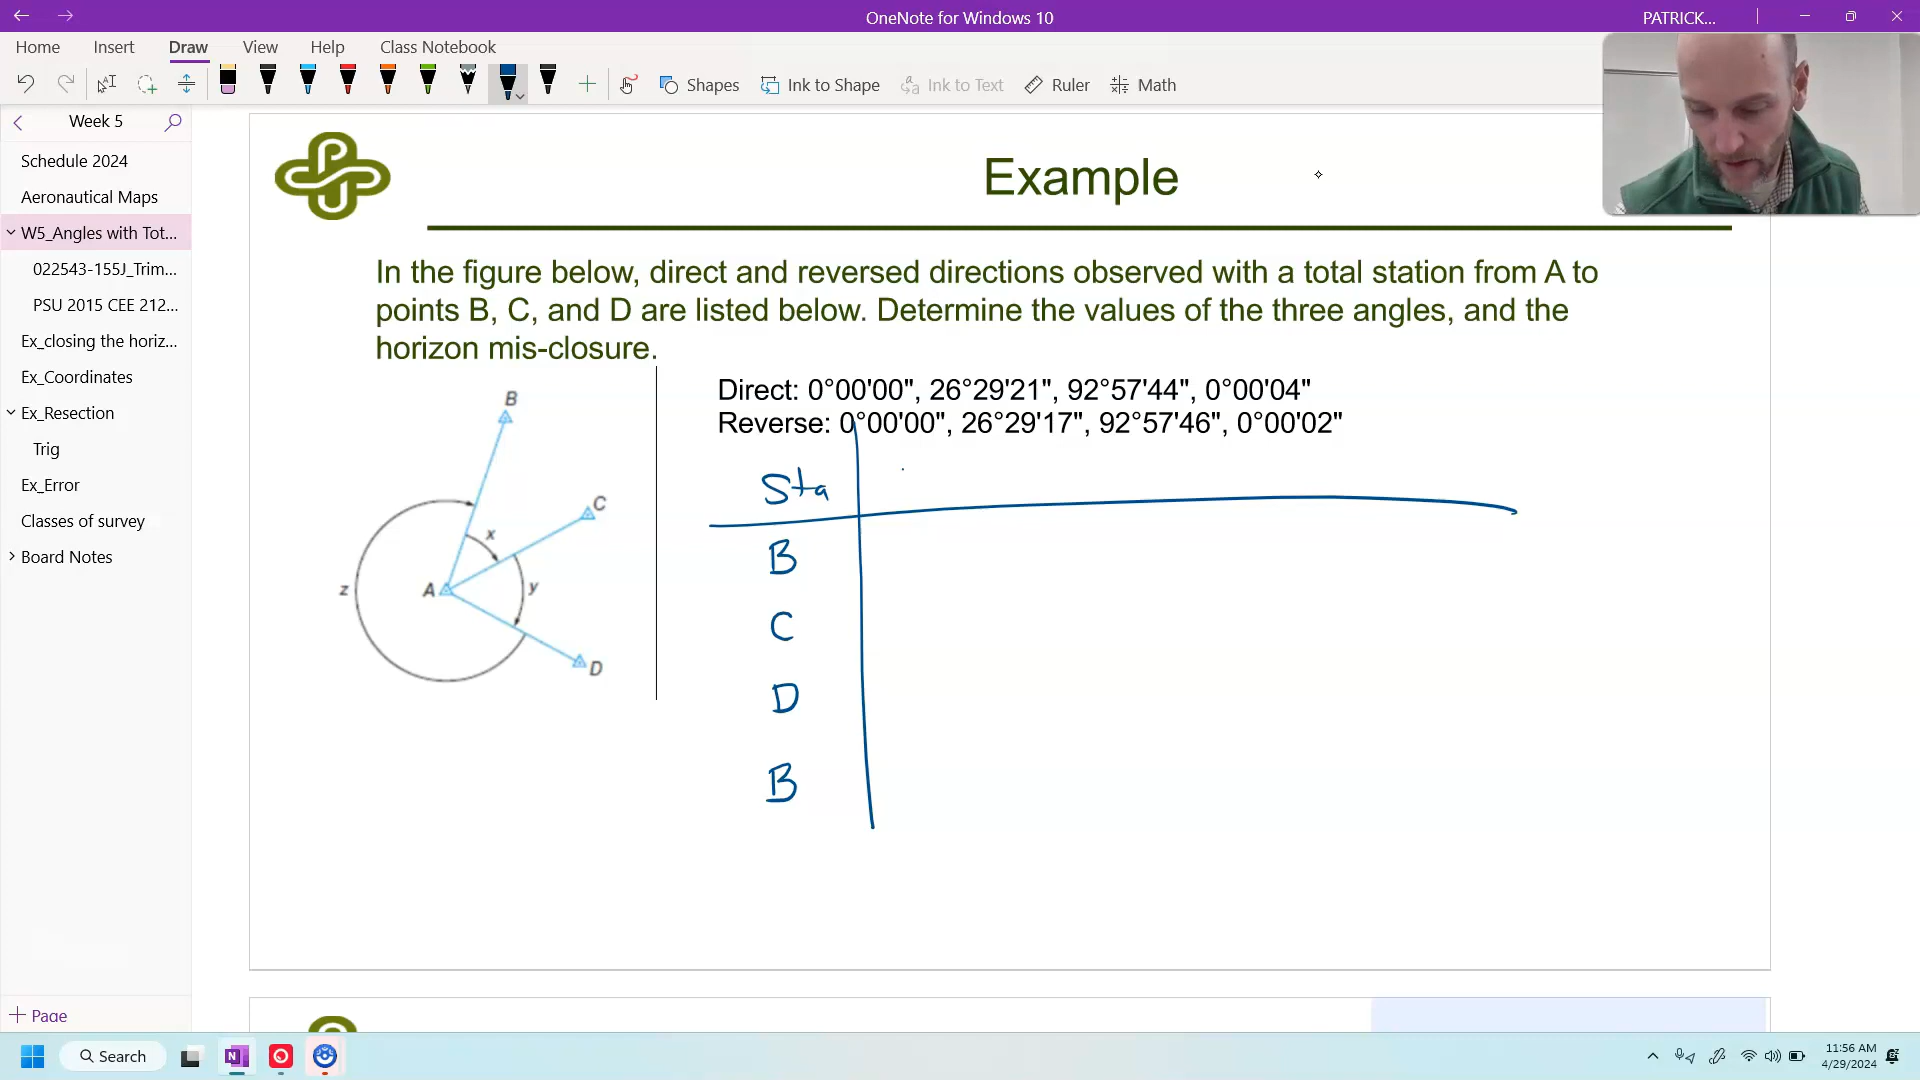 OneNote for Windows 10
PATRICK...
Home Insert Draw View Help Class Notebook
Shapes Ink to Shape Ink to Text Ruler Math
Week 5
Schedule 2024
Aeronautical Maps
W5_Angles with Tot...
022543-155J_Trim...
PSU 2015 CEE 212...
Ex_closing the horiz...
Ex_Coordinates
Ex_Resection
Trig
Ex_Error
Classes of survey
Board Notes
Page
Example
In the figure below, direct and reversed directions observed with a total station from A to
points B, C, and D are listed below. Determine the values of the three angles, and the
horizon mis-closure.
Direct: 0°00'00", 26°29'21", 92°57'44", 0°00'04"
Reverse: 0°00'00", 26°29'17", 92°57'46", 0°00'02"
B
C
x
z
A
y
D
Sta
B
C
D
B
Search
11:56 AM
4/29/2024